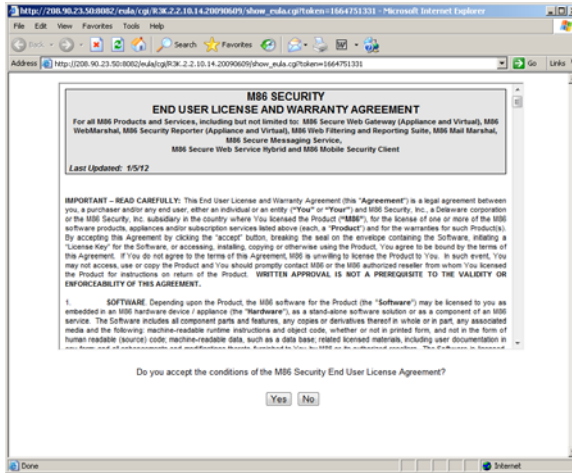 http://208.90.23.50:8082/eula/cgi/R3K.2.2.10.14.20090609/show_eula.cgi?token=1664751331 - Microsoft Internet Explorer
File Edit View Favorites Tools Help
Back Search Favorites
Address http://208.90.23.50:8082/eula/cgi/R3K.2.2.10.14.20090609/show_eula.cgi?token=1664751331 Go Links
M86 SECURITY
END USER LICENSE AND WARRANTY AGREEMENT
For all M86 Products and Services, including but not limited to: M86 Secure Web Gateway (Appliance and Virtual), M86
WebMarshal, M86 Security Reporter (Appliance and Virtual), M86 Web Filtering and Reporting Suite, M86 Mail Marshal,
M86 Secure Messaging Service,
M86 Secure Web Service Hybrid and M86 Mobile Security Client
Last Updated: 1/5/12
IMPORTANT – READ CAREFULLY: This End User License and Warranty Agreement (this "Agreement") is a legal agreement between
you, a purchaser and/or any end user, either an individual or an entity ("You" or "Your") and M86 Security, Inc., a Delaware corporation
or the M86 Security, Inc. subsidiary in the country where You licensed the Product ("M86"), for the license of one or more of the M86
software products, appliances and/or subscription services listed above (each, a "Product") and for the warranties for such Product(s).
By accepting this Agreement by clicking the "accept" button, breaking the seal on the envelope containing the Software, initiating a
"License Key" for the Software, or accessing, installing, copying or otherwise using the Product, You agree to be bound by the terms of
this Agreement. If You do not agree to the terms of this Agreement, M86 is unwilling to license the Product to You. In such event, You
may not access, use or copy the Product and You should promptly contact M86 or the M86 authorized reseller from whom You licensed
the Product for instructions on return of the Product. WRITTEN APPROVAL IS NOT A PREREQUISITE TO THE VALIDITY OR
ENFORCEABILITY OF THIS AGREEMENT.
1. SOFTWARE. Depending upon the Product, the M86 software for the Product (the "Software") may be licensed to you as
embedded in an M86 hardware device / appliance (the "Hardware"), as a stand-alone software solution or as a component of an M86
service. The Software includes all component parts and features, any copies or derivatives thereof in whole or in part, any associated
media and the following: machine-readable runtime instructions and object code, whether or not in printed form, and not in the form of
human readable (source) code; machine-readable data, such as a data base; related licensed materials, including user documentation in
Do you accept the conditions of the M86 Security End User License Agreement?
Yes No
Done Internet